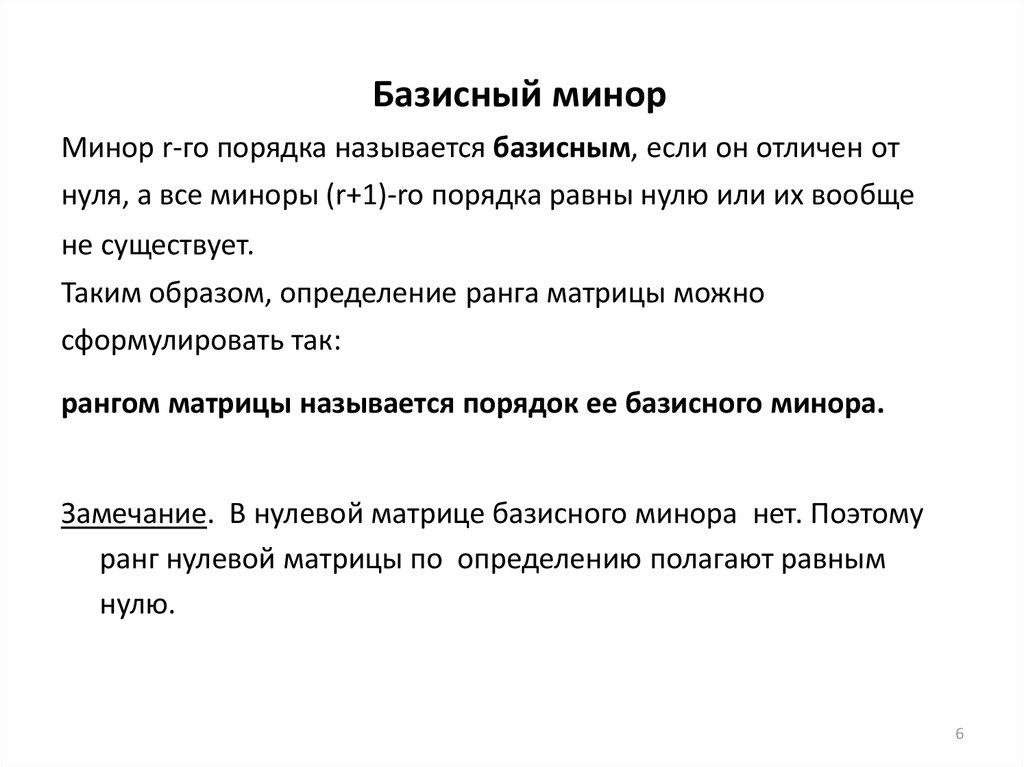 Базисный минор
Минор r-го порядка называется базисным, если он отличен от
нуля, а все миноры (r+1)-го порядка равны нулю или их вообще
не существует.
Таким образом, определение ранга матрицы можно
сформулировать так:
рангом матрицы называется порядок ее базисного минора.
Замечание. В нулевой матрице базисного минора нет. Поэтому
ранг нулевой матрицы по определению полагают равным
нулю.
6